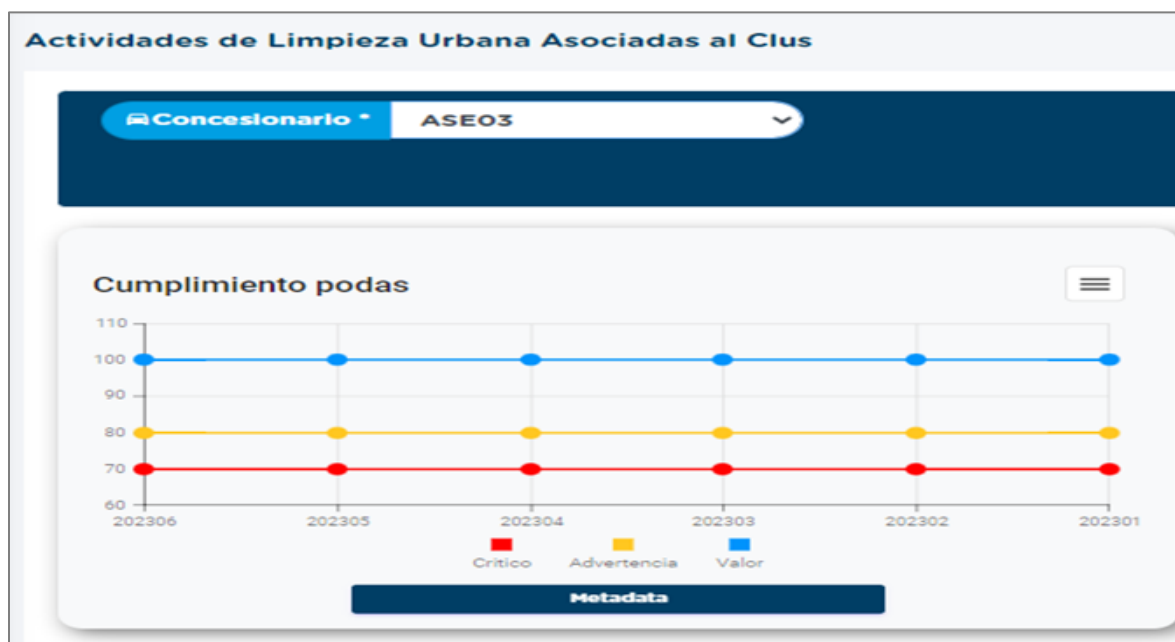 Actividades de Limpieza Urbana Asociadas al Clus
Concesionario * ASE03
Cumplimiento podas
110
100
90
80
70
60
202306 202305 202304 202303 202302 202301
Critico Advertencia Valor
Metadata